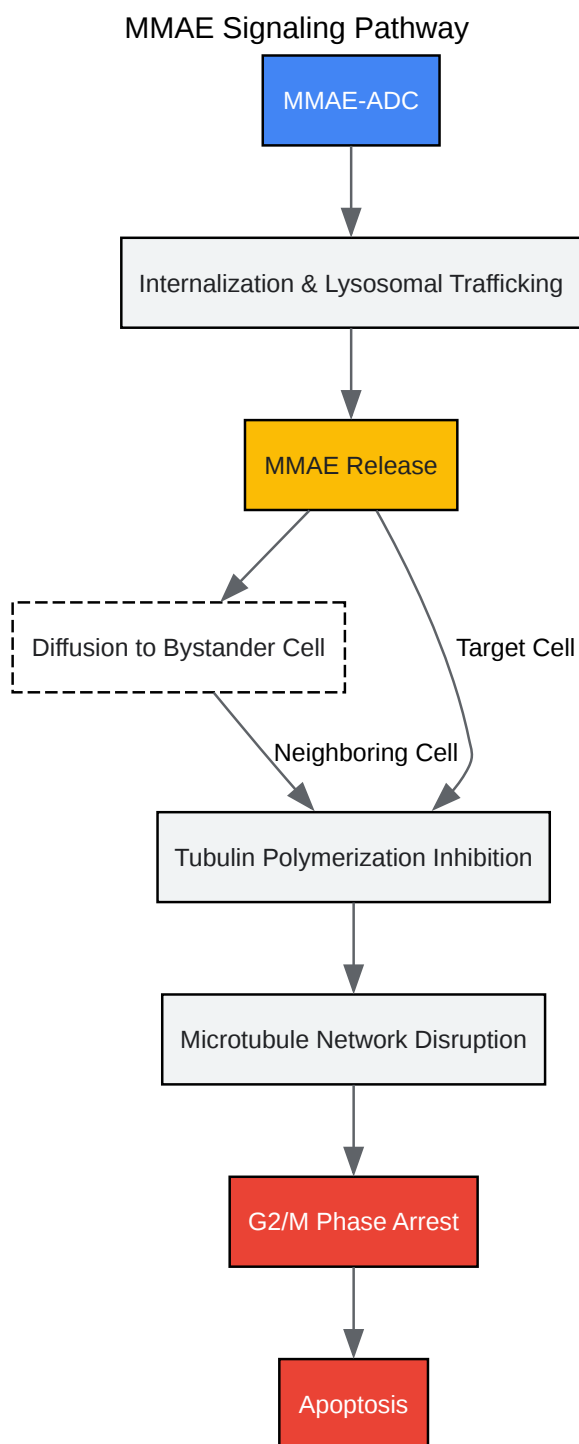 MMAE Signaling Pathway
MMAE-ADC
Internalization & Lysosomal Trafficking
MMAE Release
Diffusion to Bystander Cell
Target Cell
Neighboring Cell
Tubulin Polymerization Inhibition
Microtubule Network Disruption
G2/M Phase Arrest
Apoptosis